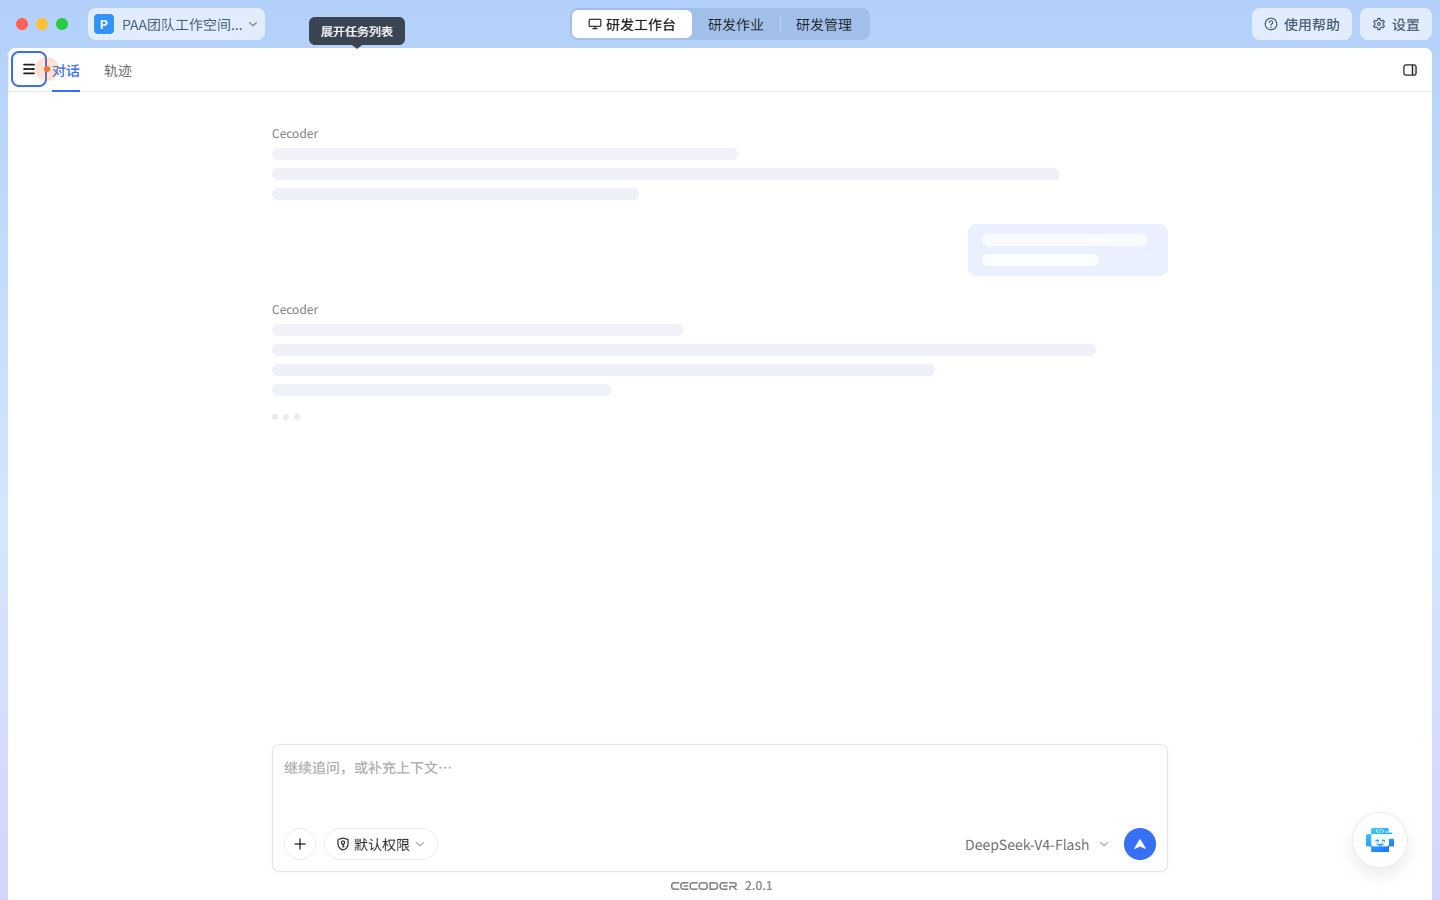 P
PAA团队工作空间...
展开任务列表
研发工作台
研发作业
研发管理
使用帮助
设置
对话
轨迹
Cecoder
Cecoder
继续追问，或补充上下文…
默认权限
DeepSeek-V4-Flash
CECODER 2.0.1